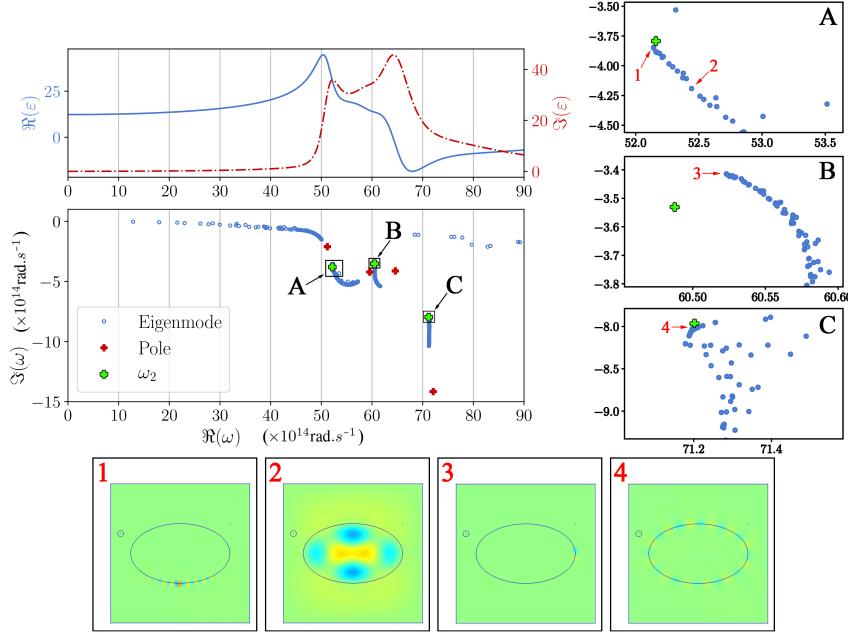 ℜ(ε)
25
0
0 10 20 30 40 50 60 70 80 90
40
20
0
ℑ(ε)
ℑ(ω) (×10¹⁴rad.s⁻¹)
0
−5
−10
−15
A
B
C
Eigenmode
Pole
ω₂
0 10 20 30 40 50 60 70 80 90
ℜ(ω) (×10¹⁴rad.s⁻¹)
A
−3.50
−3.75
−4.00
−4.25
−4.50
1
2
52.0 52.5 53.0 53.5
B
−3.4
−3.5
−3.6
−3.7
−3.8
3
60.50 60.55 60.60
C
−8.0
−8.5
−9.0
4
71.2 71.4
1
2
3
4